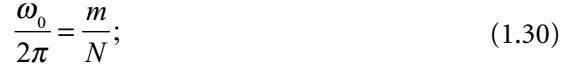 ω₀/2π = m/N; (1.30)